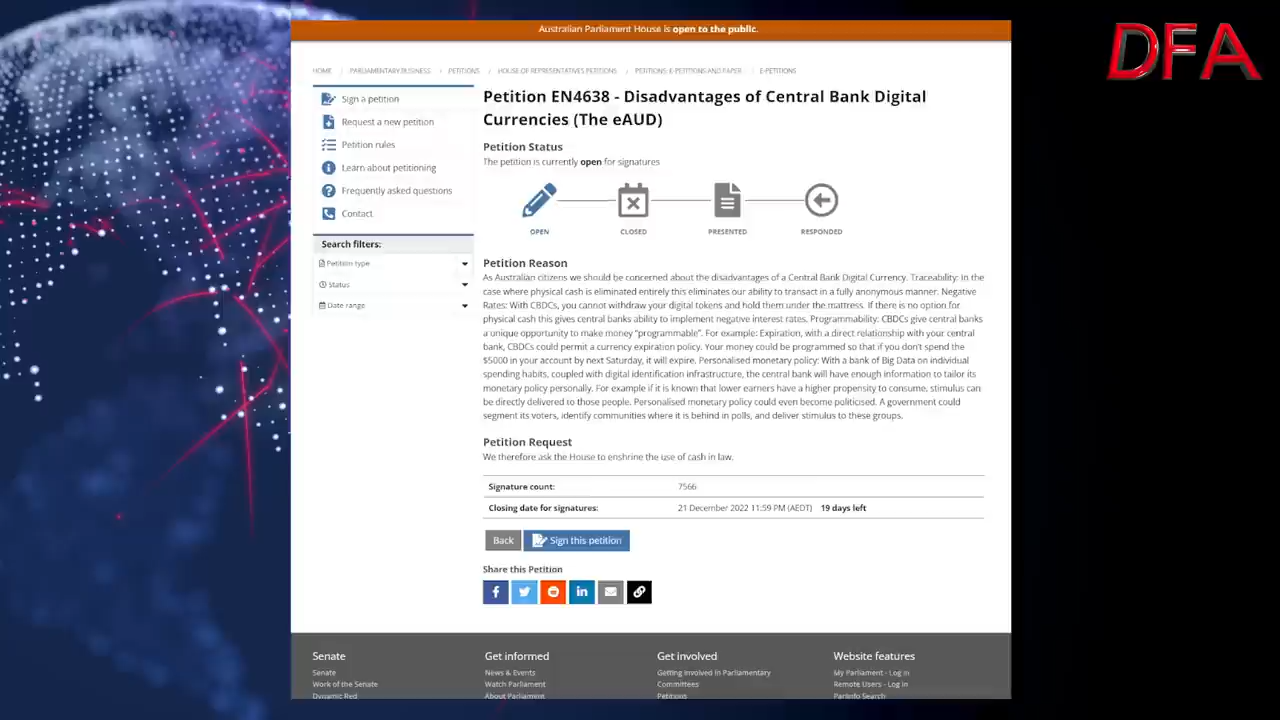 DFA
Australian Parliament House is open to the public.
HOME / PARLIAMENTARY BUSINESS › PETITIONS › HOUSE OF REPRESENTATIVES PETITIONS / PETITIONS: E-PETITIONS AND PAPER › E-PETITIONS
Sign a petition
Request a new petition
Petition rules
Learn about petitioning
Frequently asked questions
Contact
Search filters:
Petition type
Status
Date range
Petition EN4638 - Disadvantages of Central Bank Digital
Currencies (The eAUD)
Petition Status
The petition is currently open for signatures
OPEN CLOSED PRESENTED RESPONDED
Petition Reason
As Australian citizens we should be concerned about the disadvantages of a Central Bank Digital Currency. Traceability: In the
case where physical cash is eliminated entirely this eliminates our ability to transact in a fully anonymous manner. Negative
Rates: With CBDCs, you cannot withdraw your digital tokens and hold them under the mattress. If there is no option for
physical cash this gives central banks ability to implement negative interest rates. Programmability: CBDCs give central banks
a unique opportunity to make money “programmable”. For example: Expiration, with a direct relationship with your central
bank, CBDCs could permit a currency expiration policy. Your money could be programmed so that if you don't spend the
$5000 in your account by next Saturday, it will expire. Personalised monetary policy: With a bank of Big Data on individual
spending habits, coupled with digital identification infrastructure, the central bank will have enough information to tailor its
monetary policy personally. For example if it is known that lower earners have a higher propensity to consume, stimulus can
be directly delivered to those people. Personalised monetary policy could even become politicised. A government could
segment its voters, identify communities where it is behind in polls, and deliver stimulus to these groups.
Petition Request
We therefore ask the House to enshrine the use of cash in law.
Signature count: 7566
Closing date for signatures: 21 December 2022 11:59 PM (AEDT) 19 days left
Back Sign this petition
Share this Petition
Senate Get informed Get involved Website features
Senate News & Events Getting Involved in Parliamentary My Parliament - Log in
Work of the Senate Watch Parliament Committees Remote Users - Log in
Dynamic Red About Parliament Petitions ParlInfo Search